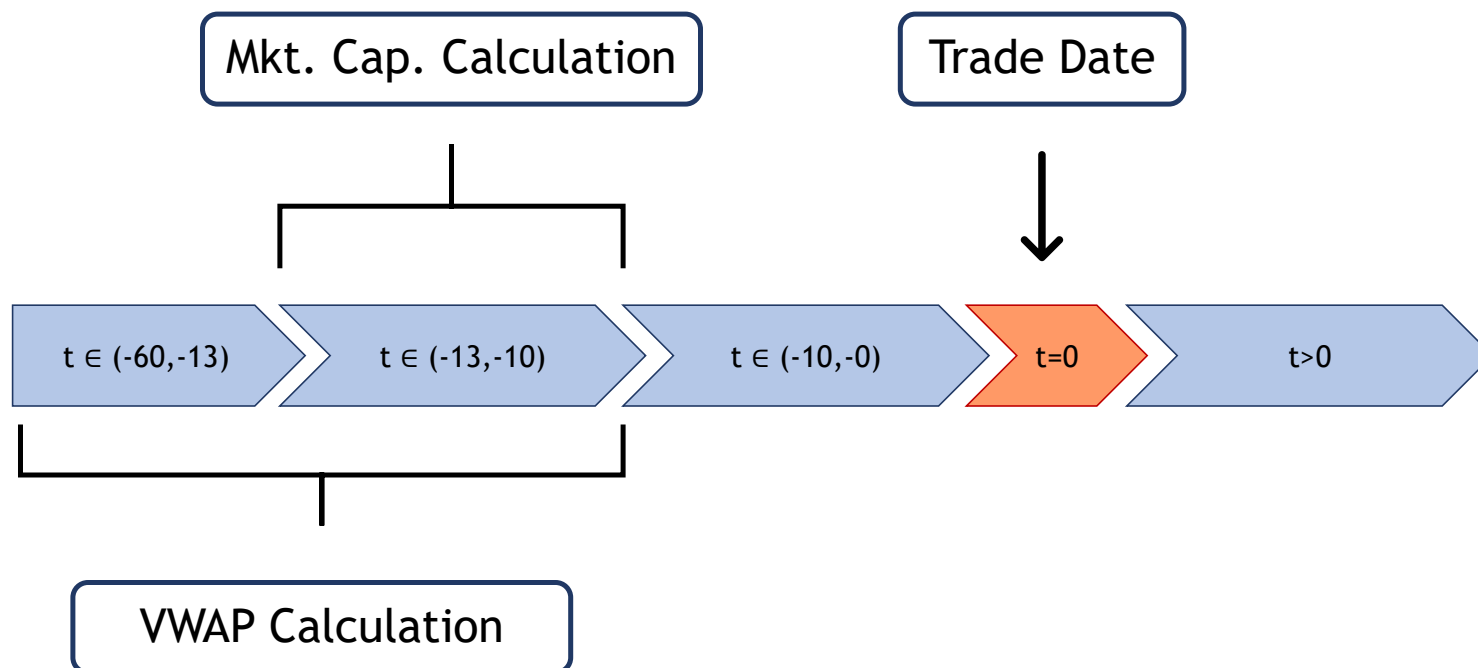 Mkt. Cap. Calculation
Trade Date
t ∈ (-60,-13)
t ∈ (-13,-10)
t ∈ (-10,-0)
t=0
t>0
VWAP Calculation